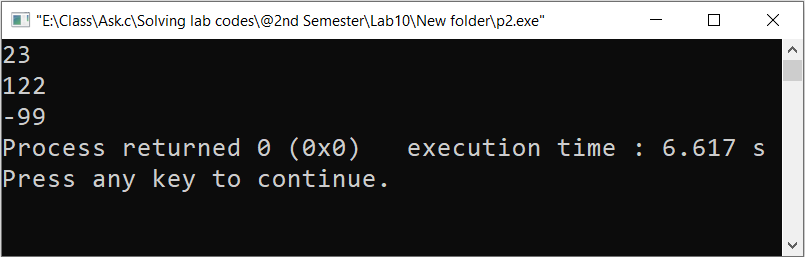 "E:\Class\Ask.c\Solving lab codes\@2nd Semester\Lab10\New folder\p2.exe"
23
122
-99
Process returned 0 (0x0)   execution time : 6.617 s
Press any key to continue.